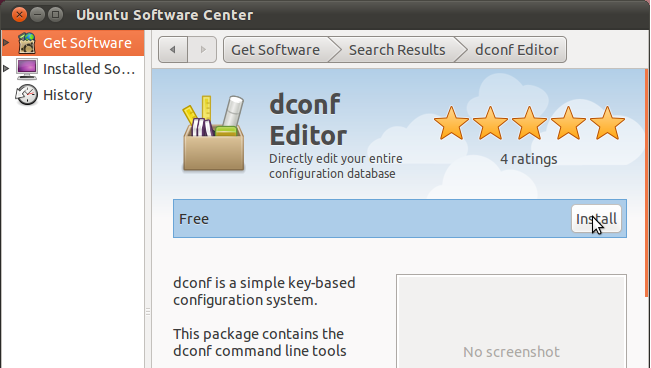 Ubuntu Software Center
Get Software
Installed So...
History
Get Software
Search Results
dconf Editor
dconf
Editor
Directly edit your entire
configuration database
4 ratings
Free
Install
dconf is a simple key-based
configuration system.
This package contains the
dconf command line tools
No screenshot